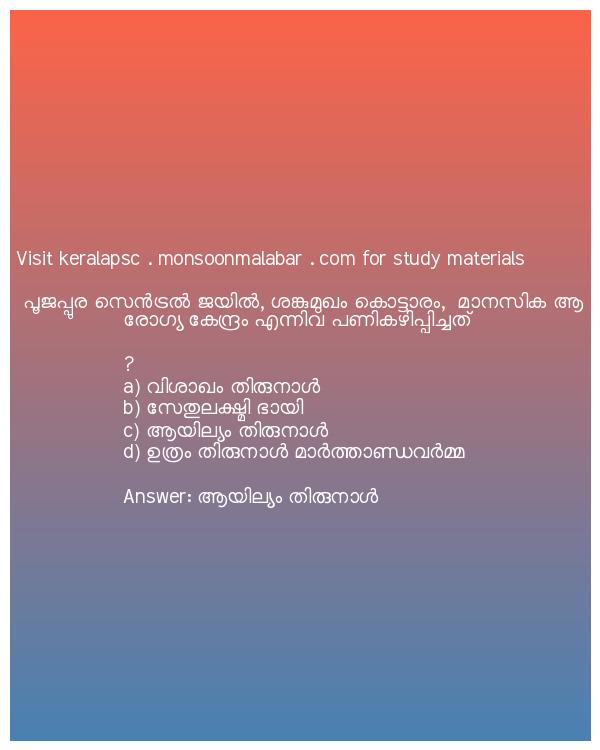 Visit keralapsc . monsoonmalabar . com for study materials
പൂജപ്പുര സെൻട്രൽ ജയിൽ, ശങ്കുമുഖം കൊട്ടാരം, മാനസിക ആ
രോഗ്യ കേന്ദ്രം എന്നിവ പണികഴിപ്പിച്ചത്
?
a) വിശാഖം തിരുനാൾ
b) സേതുലക്ഷ്മി ഭായി
c) ആയില്യം തിരുനാൾ
d) ഉത്രം തിരുനാൾ മാർത്താണ്ഡവർമ്മ
Answer: ആയില്യം തിരുനാൾ